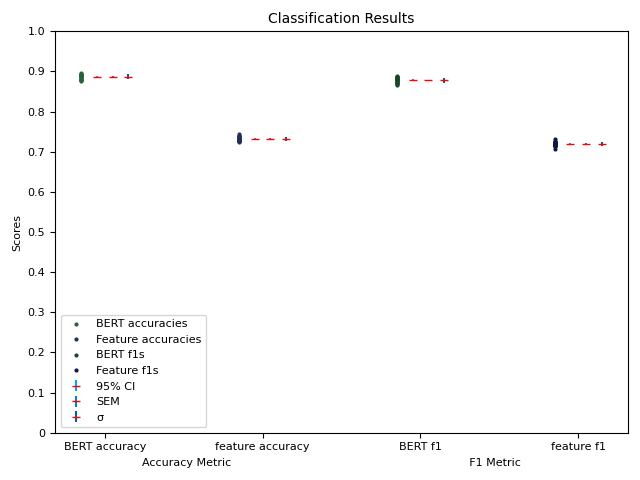 Classification Results
1.0
0.9
0.8
0.7
0.6
0.5
0.4
0.3
0.2
0.1
0
Scores
BERT accuracies
Feature accuracies
BERT f1s
Feature f1s
95% CI
SEM
σ
BERT accuracy feature accuracy BERT f1 feature f1
Accuracy Metric F1 Metric